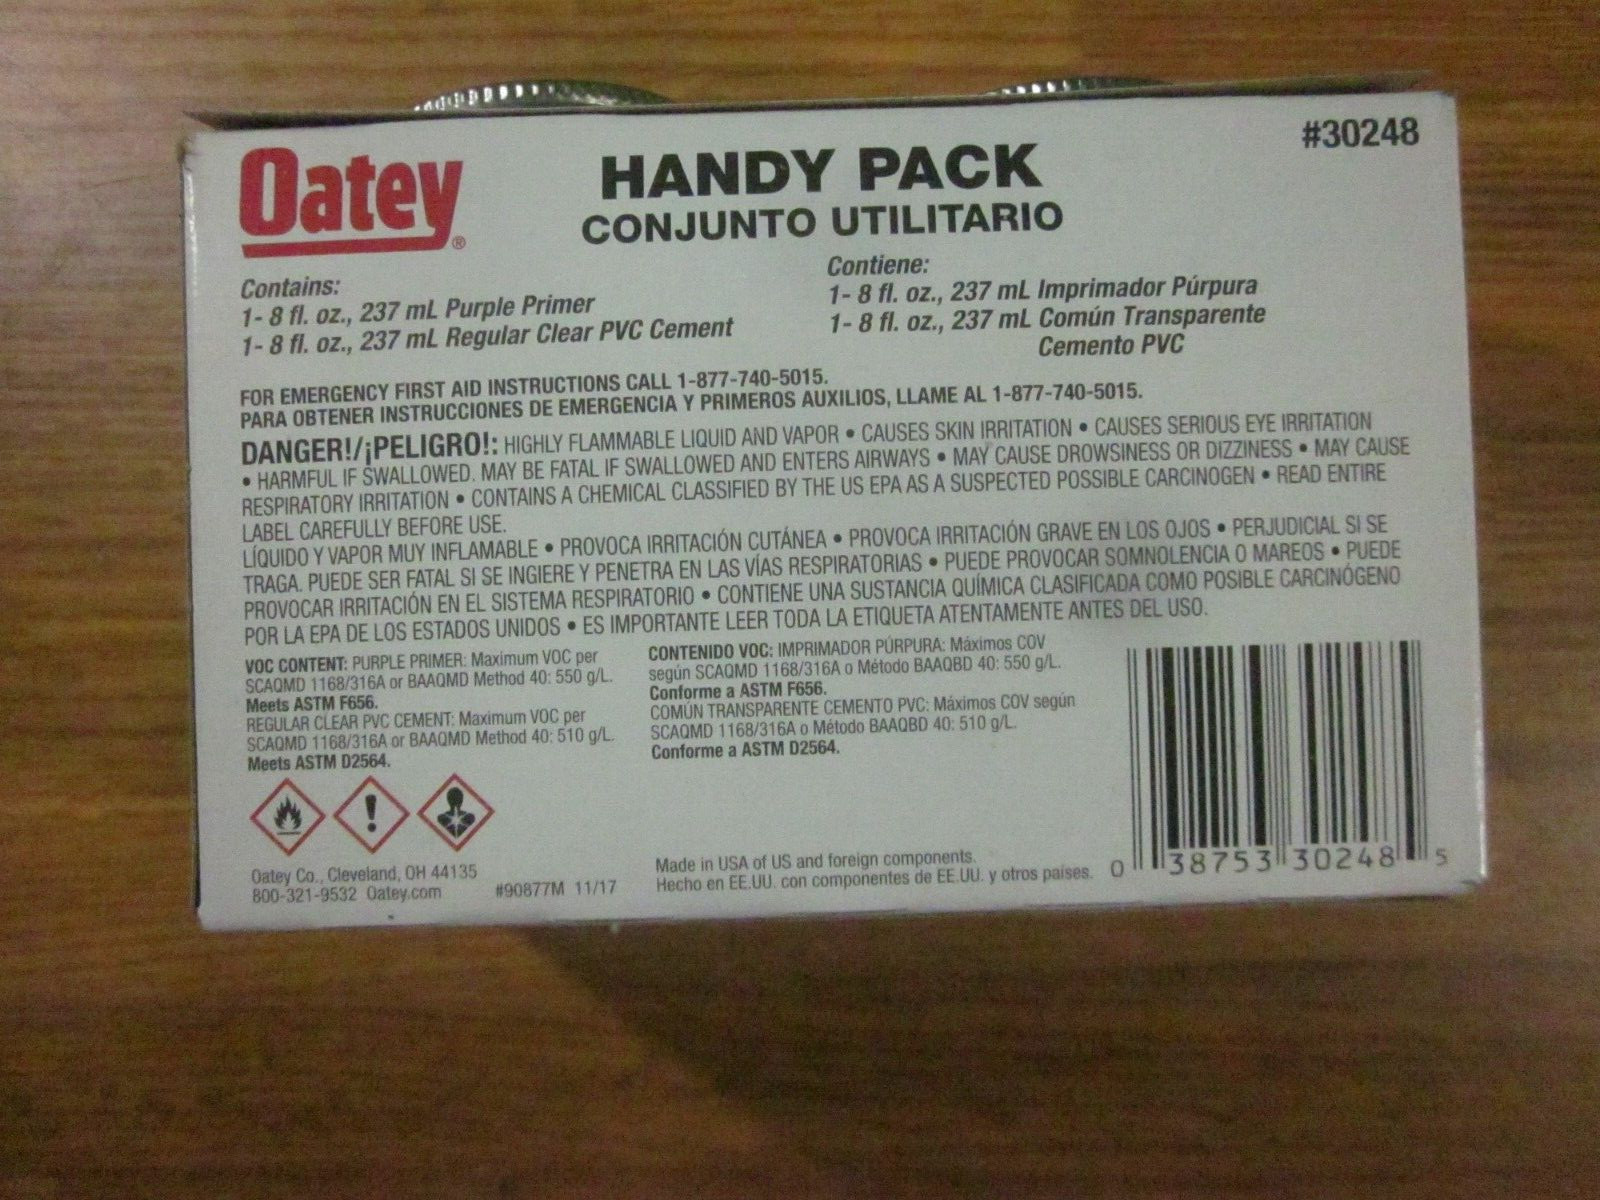 Oatey®
HANDY PACK
CONJUNTO UTILITARIO
#30248
Contains:
1- 8 fl. oz., 237 mL Purple Primer
1- 8 fl. oz., 237 mL Regular Clear PVC Cement
Contiene:
1- 8 fl. oz., 237 mL Imprimador Púrpura
1- 8 fl. oz., 237 mL Común Transparente
Cemento PVC
FOR EMERGENCY FIRST AID INSTRUCTIONS CALL 1-877-740-5015.
PARA OBTENER INSTRUCCIONES DE EMERGENCIA Y PRIMEROS AUXILIOS, LLAME AL 1-877-740-5015.
DANGER!/¡PELIGRO!: HIGHLY FLAMMABLE LIQUID AND VAPOR • CAUSES SKIN IRRITATION • CAUSES SERIOUS EYE IRRITATION
• HARMFUL IF SWALLOWED. MAY BE FATAL IF SWALLOWED AND ENTERS AIRWAYS • MAY CAUSE DROWSINESS OR DIZZINESS • MAY CAUSE
RESPIRATORY IRRITATION • CONTAINS A CHEMICAL CLASSIFIED BY THE US EPA AS A SUSPECTED POSSIBLE CARCINOGEN • READ ENTIRE
LABEL CAREFULLY BEFORE USE.
LÍQUIDO Y VAPOR MUY INFLAMABLE • PROVOCA IRRITACIÓN CUTÁNEA • PROVOCA IRRITACIÓN GRAVE EN LOS OJOS • PERJUDICIAL SI SE
TRAGA. PUEDE SER FATAL SI SE INGIERE Y PENETRA EN LAS VÍAS RESPIRATORIAS • PUEDE PROVOCAR SOMNOLENCIA O MAREOS • PUEDE
PROVOCAR IRRITACIÓN EN EL SISTEMA RESPIRATORIO • CONTIENE UNA SUSTANCIA QUÍMICA CLASIFICADA COMO POSIBLE CARCINÓGENO
POR LA EPA DE LOS ESTADOS UNIDOS • ES IMPORTANTE LEER TODA LA ETIQUETA ATENTAMENTE ANTES DEL USO.
VOC CONTENT: PURPLE PRIMER: Maximum VOC per
SCAQMD 1168/316A or BAAQMD Method 40: 550 g/L.
Meets ASTM F656.
REGULAR CLEAR PVC CEMENT: Maximum VOC per
SCAQMD 1168/316A or BAAQMD Method 40: 510 g/L.
Meets ASTM D2564.
CONTENIDO VOC: IMPRIMADOR PÚRPURA: Máximos COV
según SCAQMD 1168/316A o Método BAAQBD 40: 550 g/L.
Conforme a ASTM F656.
COMÚN TRANSPARENTE CEMENTO PVC: Máximos COV según
SCAQMD 1168/316A o Método BAAQBD 40: 510 g/L.
Conforme a ASTM D2564.
Oatey Co., Cleveland, OH 44135
800-321-9532 Oatey.com
#90877M 11/17
Made in USA of US and foreign components.
Hecho en EE.UU. con componentes de EE.UU. y otros países.
0 38753 30248 5